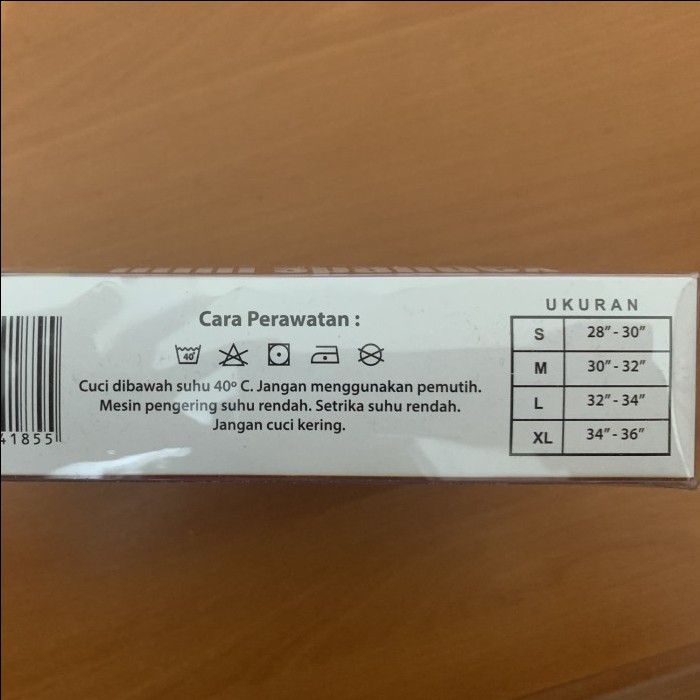 Cara Perawatan :
40
Cuci dibawah suhu 40º C. Jangan menggunakan pemutih.
Mesin pengering suhu rendah. Setrika suhu rendah.
Jangan cuci kering.
41855
UKURAN
S 28” - 30”
M 30” - 32”
L 32” - 34”
XL 34” - 36”